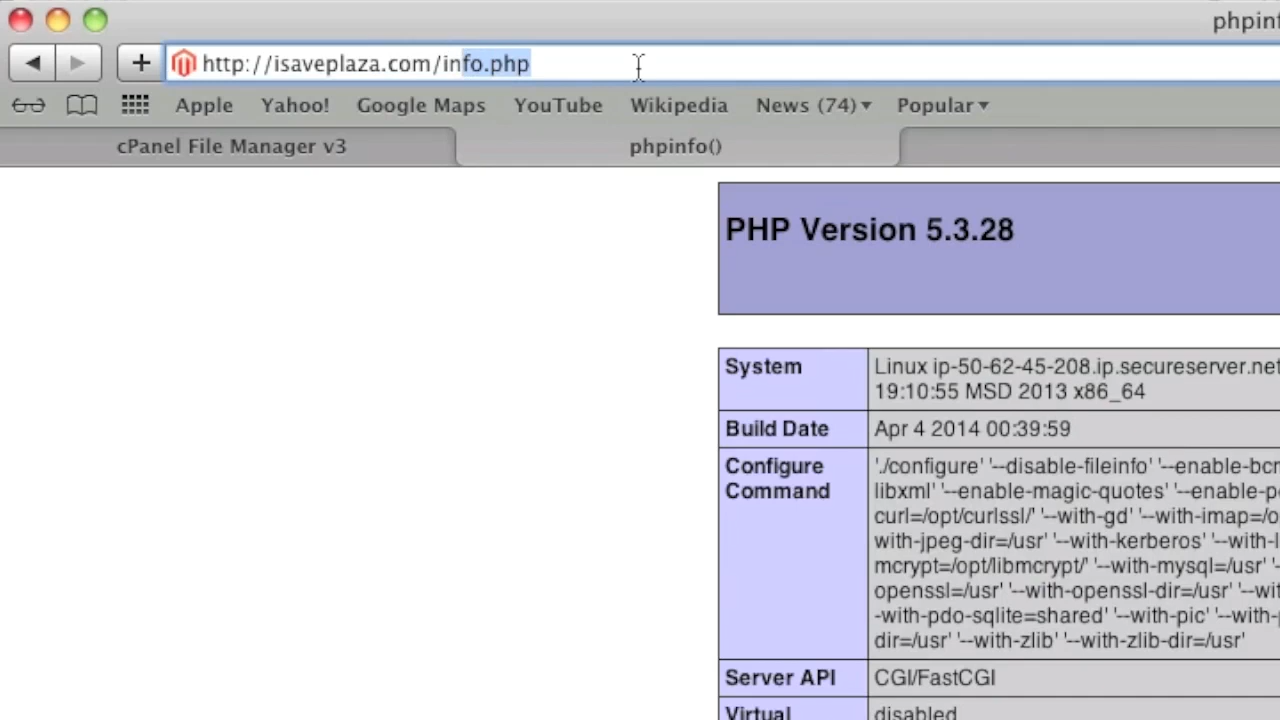 phpinf
http://isaveplaza.com/info.php
Apple Yahoo! Google Maps YouTube Wikipedia News (74)▾ Popular▾
cPanel File Manager v3 phpinfo()
PHP Version 5.3.28
System Linux ip-50-62-45-208.ip.secureserver.net
19:10:55 MSD 2013 x86_64
Build Date Apr 4 2014 00:39:59
Configure Command './configure' '--disable-fileinfo' '--enable-bcm
libxml' '--enable-magic-quotes' '--enable-p
curl=/opt/curlssl/' '--with-gd' '--with-imap=/o
with-jpeg-dir=/usr' '--with-kerberos' '--with-l
mcrypt=/opt/libmcrypt/' '--with-mysql=/usr' '-
openssl=/usr' '--with-openssl-dir=/usr' '--wit
-with-pdo-sqlite=shared' '--with-pic' '--with-p
dir=/usr' '--with-zlib' '--with-zlib-dir=/usr'
Server API CGI/FastCGI
Virtual disabled